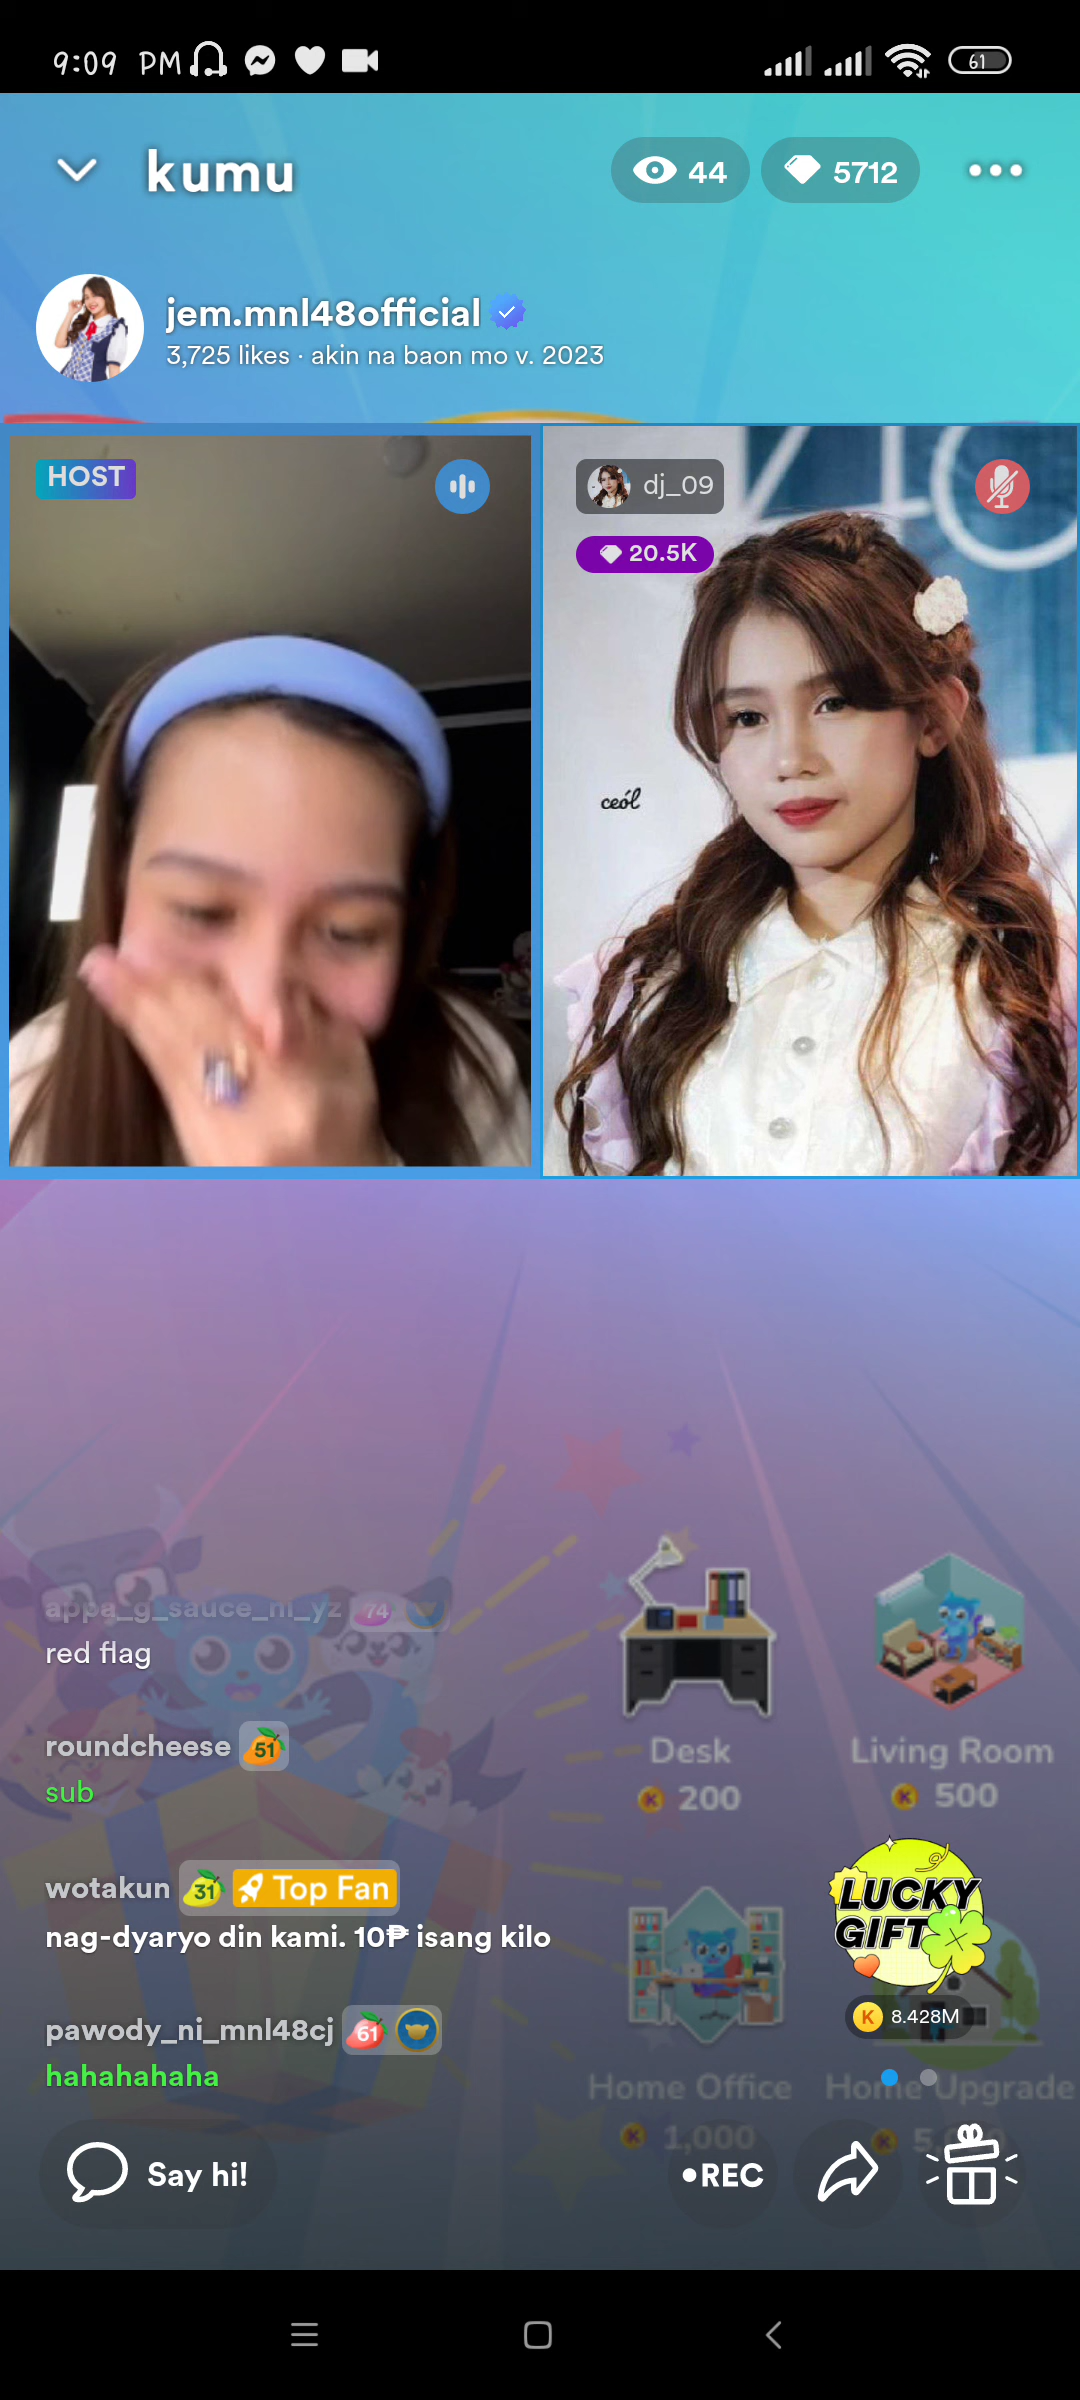 9:09 PM
61
kumu
44
5712
jem.mnl48official
3,725 likes · akin na baon mo v. 2023
HOST
dj_09
20.5K
ceól
appa_g_sauce_ni_yz 74
red flag
roundcheese 51
sub
wotakun 31 Top Fan
nag-dyaryo din kami. 10₱ isang kilo
pawody_ni_mnl48cj 61
hahahahaha
Desk
200
Living Room
500
LUCKY
GIFT
K 8.428M
Home Office
1,000
Home Upgrade
Say hi!
•REC